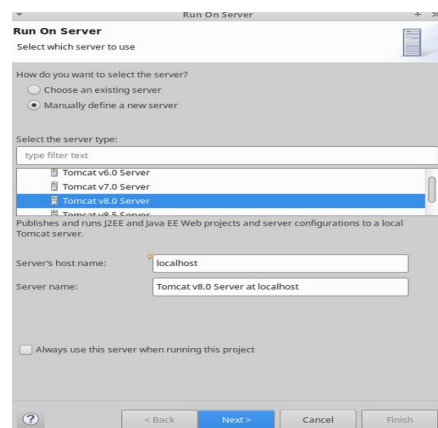 Run On Server
Run On Server
Select which server to use
How do you want to select the server?
Choose an existing server
Manually define a new server
Select the server type:
type filter text
Tomcat v6.0 Server
Tomcat v7.0 Server
Tomcat v8.0 Server
Tomcat v8.5 Server
Publishes and runs J2EE and Java EE Web projects and server configurations to a local
Tomcat server.
Server's host name: localhost
Server name: Tomcat v8.0 Server at localhost
Always use this server when running this project
? < Back Next > Cancel Finish